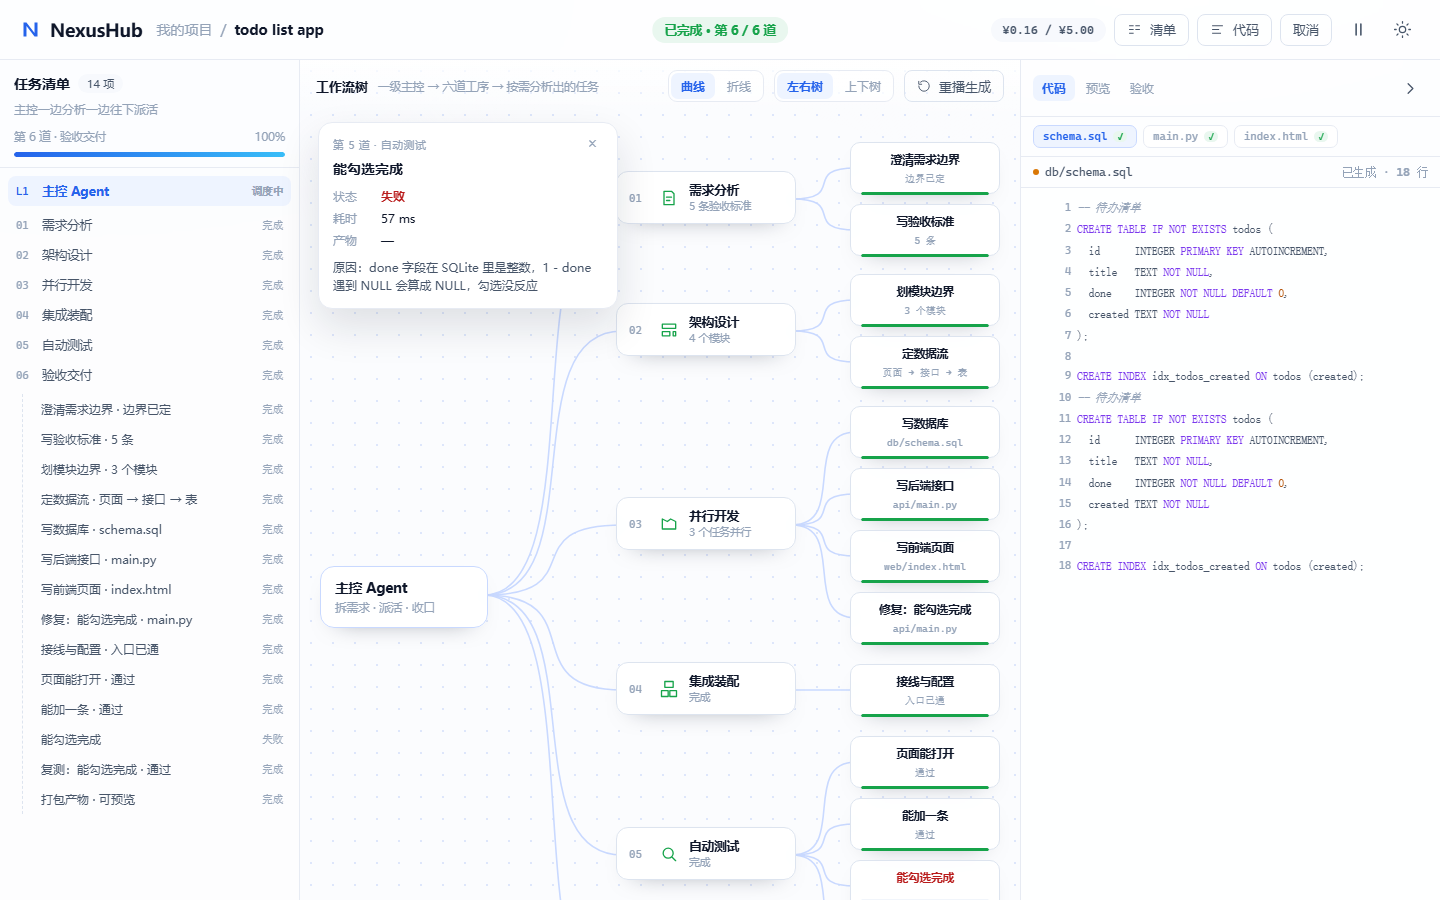 NexusHub
我的项目 / todo list app
已完成 • 第 6 / 6 道
¥0.16 / ¥5.00
清单
代码
取消
任务清单 14 项
主控一边分析一边往下派活
第 6 道 · 验收交付 100%
L1 主控 Agent 调度中
01 需求分析 完成
02 架构设计 完成
03 并行开发 完成
04 集成装配 完成
05 自动测试 完成
06 验收交付 完成
澄清需求边界 · 边界已定 完成
写验收标准 · 5 条 完成
划模块边界 · 3 个模块 完成
定数据流 · 页面 → 接口 → 表 完成
写数据库 · schema.sql 完成
写后端接口 · main.py 完成
写前端页面 · index.html 完成
修复：能勾选完成 · main.py 完成
接线与配置 · 入口已通 完成
页面能打开 · 通过 完成
能加一条 · 通过 完成
能勾选完成 失败
复测：能勾选完成 · 通过 完成
打包产物 · 可预览 完成
工作流树 一级主控 → 六道工序 → 按需分析出的任务
曲线 折线
左右树 上下树
重播生成
第 5 道 · 自动测试 ×
能勾选完成
状态 失败
耗时 57 ms
产物 —
原因：done 字段在 SQLite 里是整数，1 - done
遇到 NULL 会算成 NULL，勾选没反应
主控 Agent
拆需求 · 派活 · 收口
01 需求分析
5 条验收标准
02 架构设计
4 个模块
03 并行开发
3 个任务并行
04 集成装配
完成
05 自动测试
完成
澄清需求边界
边界已定
写验收标准
5 条
划模块边界
3 个模块
定数据流
页面 → 接口 → 表
写数据库
db/schema.sql
写后端接口
api/main.py
写前端页面
web/index.html
修复：能勾选完成
api/main.py
接线与配置
入口已通
页面能打开
通过
能加一条
通过
能勾选完成
代码 预览 验收
schema.sql ✓ main.py ✓ index.html ✓
db/schema.sql 已生成 · 18 行
1 -- 待办清单
2 CREATE TABLE IF NOT EXISTS todos (
3 id INTEGER PRIMARY KEY AUTOINCREMENT,
4 title TEXT NOT NULL,
5 done INTEGER NOT NULL DEFAULT 0,
6 created TEXT NOT NULL
7 );
8
9 CREATE INDEX idx_todos_created ON todos (created);
10 -- 待办清单
11 CREATE TABLE IF NOT EXISTS todos (
12 id INTEGER PRIMARY KEY AUTOINCREMENT,
13 title TEXT NOT NULL,
14 done INTEGER NOT NULL DEFAULT 0,
15 created TEXT NOT NULL
16 );
17
18 CREATE INDEX idx_todos_created ON todos (created);